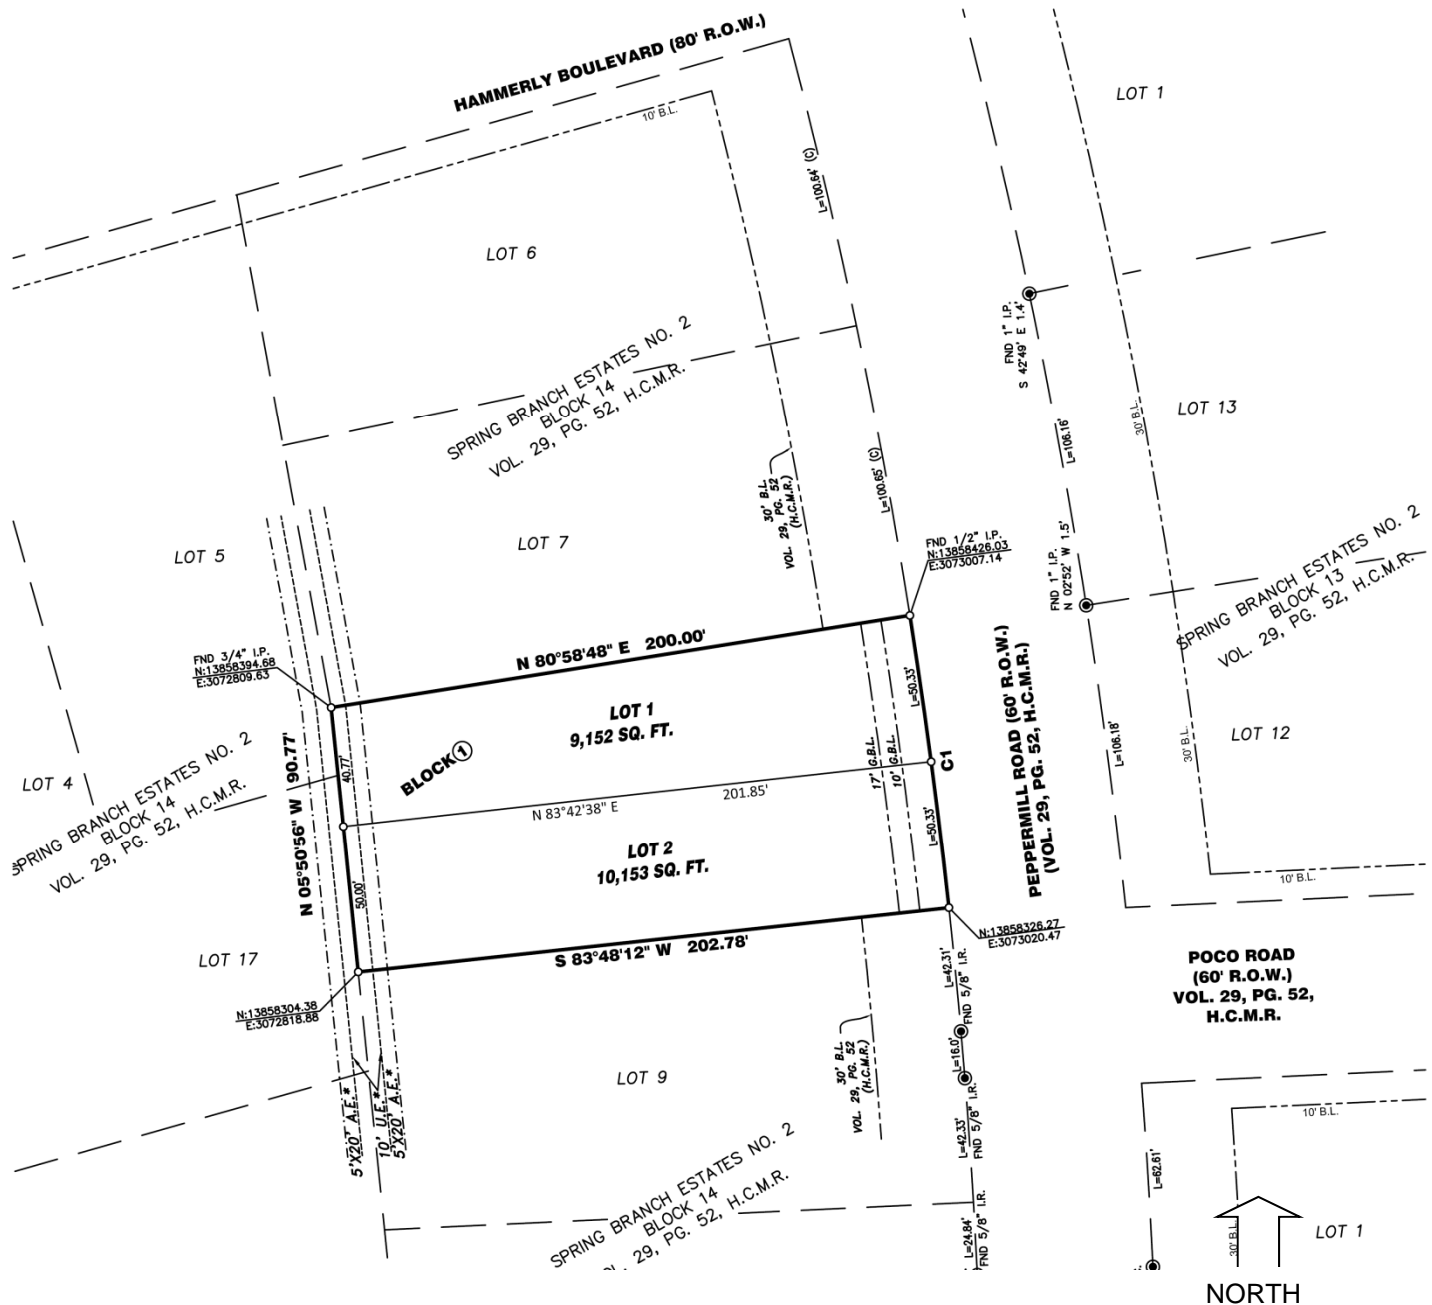 HAMMERLY BOULEVARD (80' R.O.W.)
10' B.L.
LOT 1
L=100.64' (C)
LOT 6
FND 1" I.P.
S 42°49' E 1.4'
SPRING BRANCH ESTATES NO. 2
BLOCK 14
VOL. 29, PG. 52, H.C.M.R.
30' B.L.
LOT 13
L=106.16'
L=100.65' (C)
30' B.L.
VOL. 29, PG. 52
(H.C.M.R.)
LOT 5
LOT 7
FND 1/2" I.P.
N:13858426.03
E:3073007.14
FND 1" I.P.
N 02°52' W 1.5'
SPRING BRANCH ESTATES NO. 2
BLOCK 13
VOL. 29, PG. 52, H.C.M.R.
FND 3/4" I.P.
N:13858394.68
E:3072809.63
N 80°58'48" E 200.00'
L=50.33'
PEPPERMILL ROAD (60' R.O.W.)
(VOL. 29, PG. 52, H.C.M.R.)
LOT 1
9,152 SQ. FT.
L=106.18'
30' B.L.
LOT 12
LOT 4
SPRING BRANCH ESTATES NO. 2
BLOCK 14
VOL. 29, PG. 52, H.C.M.R.
N 05°50'56" W 90.77'
40.77'
BLOCK 1
17' G.B.L.
10' G.B.L.
C1
N 83°42'38" E 201.85'
LOT 2
10,153 SQ. FT.
L=50.33'
50.00'
10' B.L.
S 83°48'12" W 202.78'
N:13858326.27
E:3073020.47
LOT 17
N:13858304.38
E:3072818.88
L=42.31'
FND 5/8" I.R.
POCO ROAD
(60' R.O.W.)
VOL. 29, PG. 52,
H.C.M.R.
30' B.L.
VOL. 29, PG. 52
(H.C.M.R.)
L=16.0'
LOT 9
5'X20' A.E.*
10' U.E.*
5'X20' A.E.*
L=42.33'
FND 5/8" I.R.
10' B.L.
L=62.61'
SPRING BRANCH ESTATES NO. 2
BLOCK 14
VOL. 29, PG. 52, H.C.M.R.
L=24.84'
FND 5/8" I.R.
30' B.L.
LOT 1
NORTH